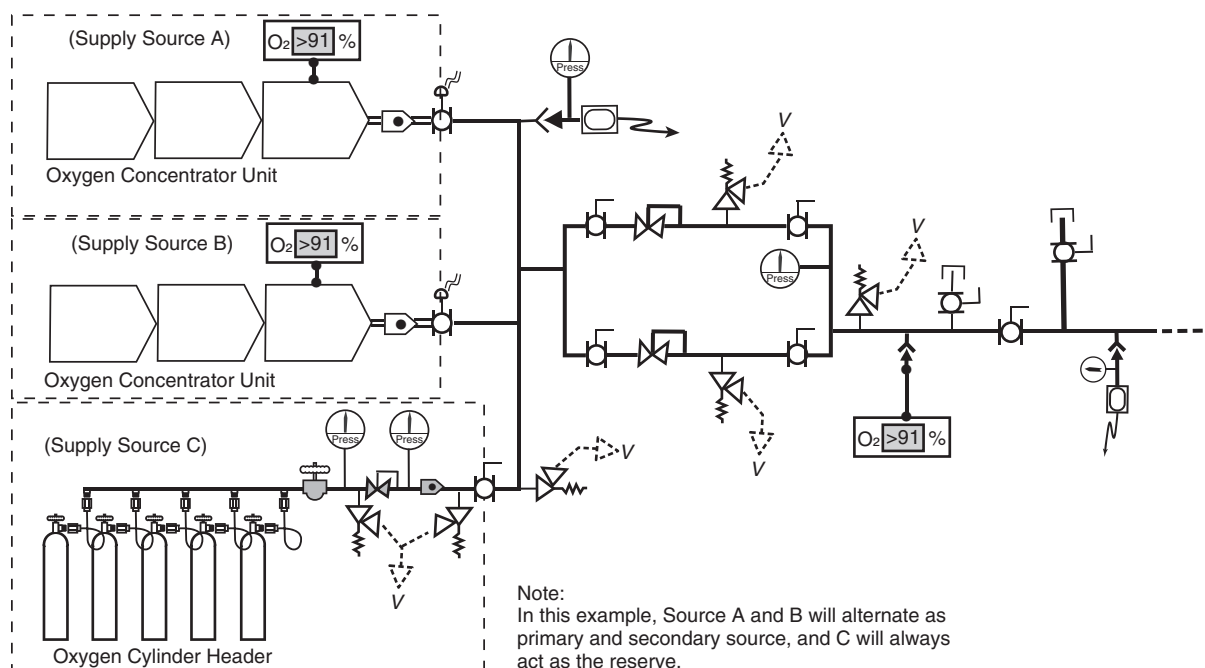 (Supply Source A)
O₂ >91 %
Oxygen Concentrator Unit
Press
V
(Supply Source B)
O₂ >91 %
Oxygen Concentrator Unit
V
Press
V
O₂ >91 %
(Supply Source C)
Press
Press
V
V
V
Oxygen Cylinder Header
Note:
In this example, Source A and B will alternate as
primary and secondary source, and C will always
act as the reserve.